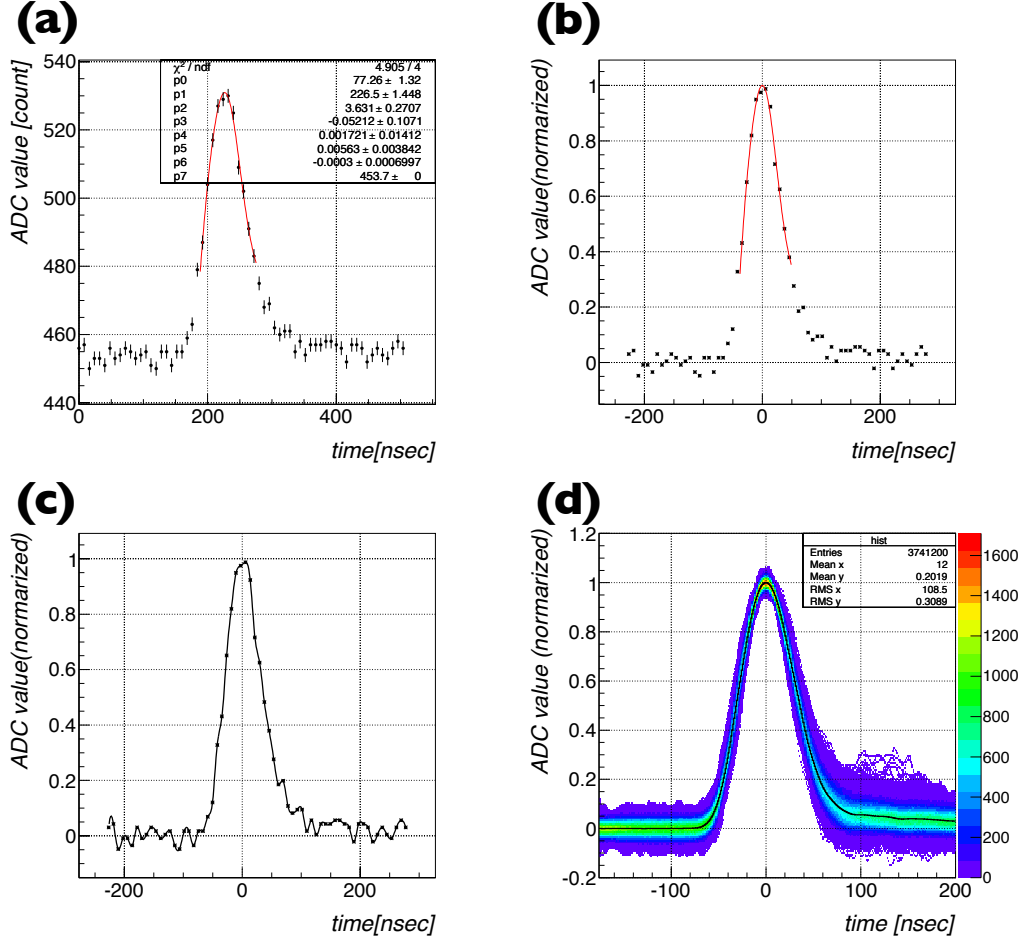 (a)
ADC value [count]
540
520
500
480
460
440
χ² / ndf 4.905 / 4
p0 77.26 ± 1.32
p1 226.5 ± 1.448
p2 3.631 ± 0.2707
p3 -0.05212 ± 0.1071
p4 0.001721 ± 0.01412
p5 0.00563 ± 0.003842
p6 -0.0003 ± 0.0006997
p7 453.7 ± 0
0 200 400
time[nsec]
(b)
ADC value(normarized)
1
0.8
0.6
0.4
0.2
0
-200 0 200
time[nsec]
(c)
ADC value(normarized)
1
0.8
0.6
0.4
0.2
0
-200 0 200
time[nsec]
(d)
ADC value (normarized)
1.2
1
0.8
0.6
0.4
0.2
0
-0.2
hist
Entries 3741200
Mean x 12
Mean y 0.2019
RMS x 108.5
RMS y 0.3089
1600
1400
1200
1000
800
600
400
200
0
-100 0 100 200
time [nsec]